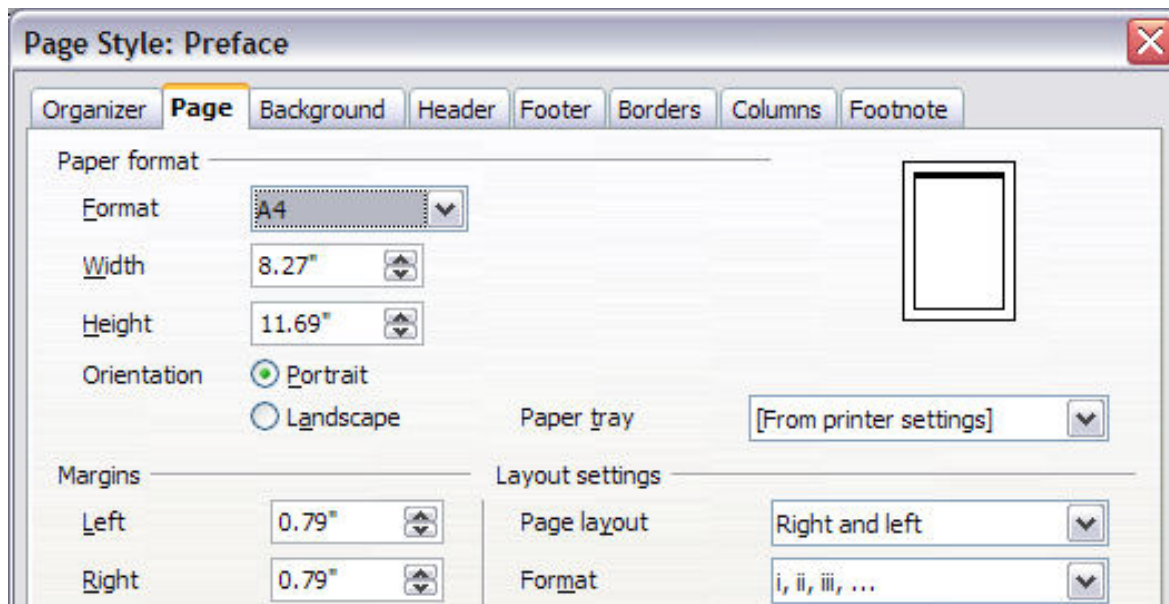 Page Style: Preface
Organizer Page Background Header Footer Borders Columns Footnote
Paper format
Format A4
Width 8.27"
Height 11.69"
Orientation Portrait
Landscape Paper tray [From printer settings]
Margins Layout settings
Left 0.79" Page layout Right and left
Right 0.79" Format i, ii, iii, ...